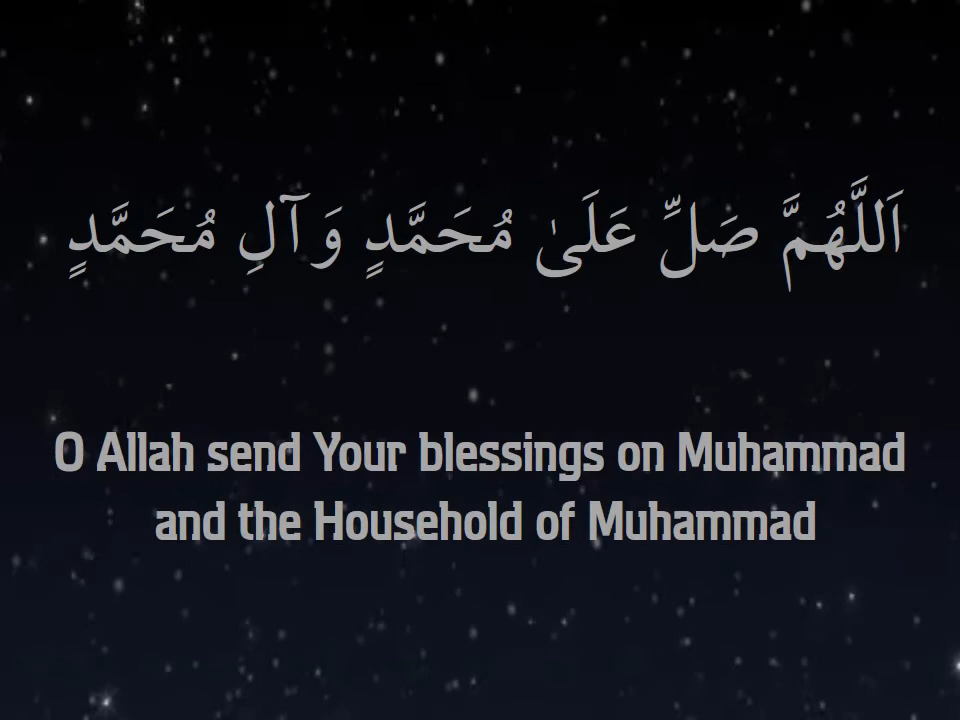 اَللَّهُمَّ صَلِّ عَلَىٰ مُحَمَّدٍ وَ آلِ مُحَمَّدٍ
O Allah send Your blessings on Muhammad
and the Household of Muhammad